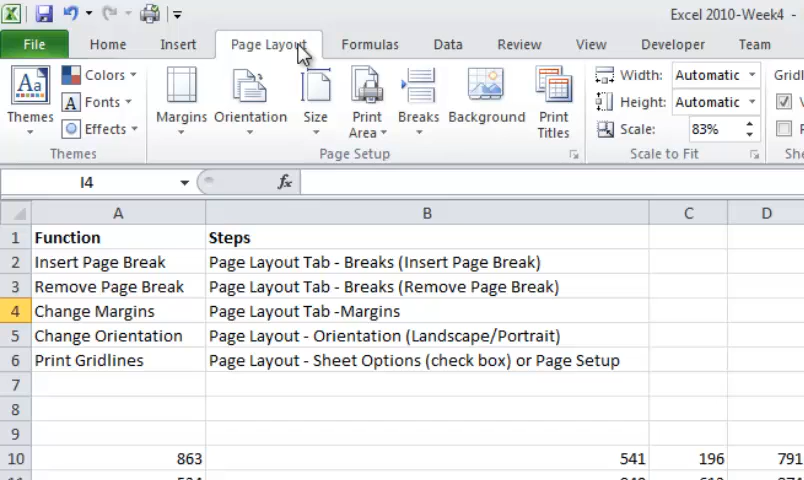 Excel 2010-Week4 -
File Home Insert Page Layout Formulas Data Review View Developer Team
Themes
Colors
Fonts
Effects
Themes
Margins Orientation Size Print Area Breaks Background Print Titles
Page Setup
Width: Automatic
Height: Automatic
Scale: 83%
Scale to Fit
Gridl
V
P
She
I4 fx
A B C D
1 Function Steps
2 Insert Page Break Page Layout Tab - Breaks (Insert Page Break)
3 Remove Page Break Page Layout Tab - Breaks (Remove Page Break)
4 Change Margins Page Layout Tab -Margins
5 Change Orientation Page Layout - Orientation (Landscape/Portrait)
6 Print Gridlines Page Layout - Sheet Options (check box) or Page Setup
7
8
9
10 863 541 196 791